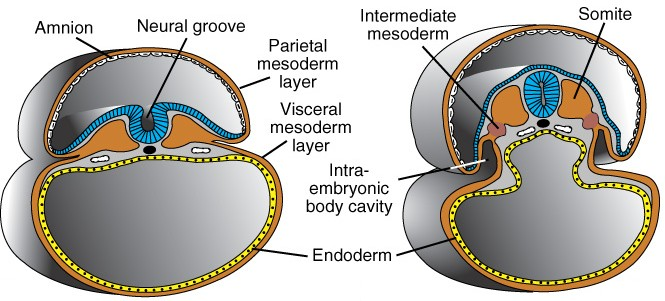 Amnion
Neural groove
Parietal
mesoderm
layer
Visceral
mesoderm
layer
Intermediate
mesoderm
Somite
Intra-
embryonic
body cavity
Endoderm